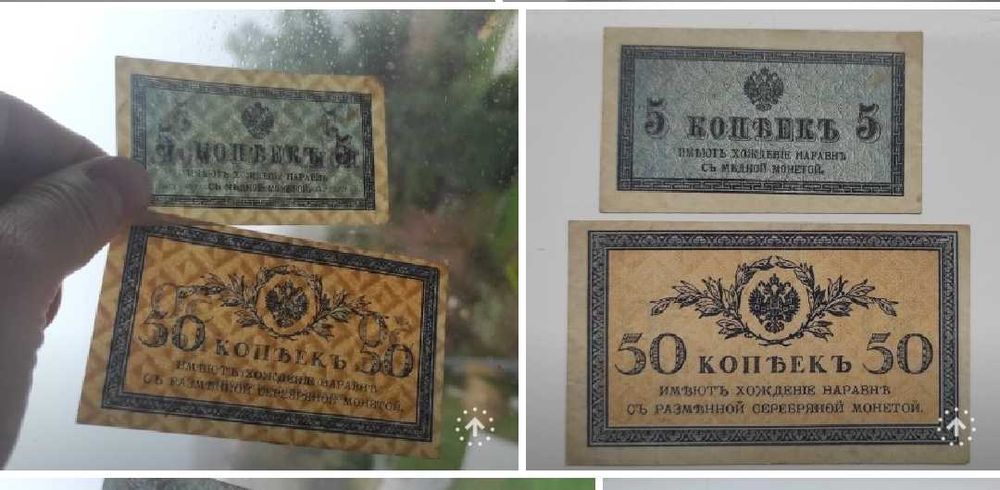 5 КОПѢЕКЪ 5
ИМѢЮТЪ ХОЖДЕНІЕ НАРАВНѢ
СЪ МѢДНОЙ МОНЕТОЙ.
50 КОПѢЕКЪ 50
ИМѢЮТЪ ХОЖДЕНІЕ НАРАВНѢ
СЪ РАЗМѢННОЙ СЕРЕБРЯНОЙ МОНЕТОЙ.
5 КОПѢЕКЪ 5
ИМѢЮТЪ ХОЖДЕНІЕ НАРАВНѢ
СЪ МѢДНОЙ МОНЕТОЙ.
50 КОПѢЕКЪ 50
ИМѢЮТЪ ХОЖДЕНІЕ НАРАВНѢ
СЪ РАЗМѢННОЙ СЕРЕБРЯНОЙ МОНЕТОЙ.